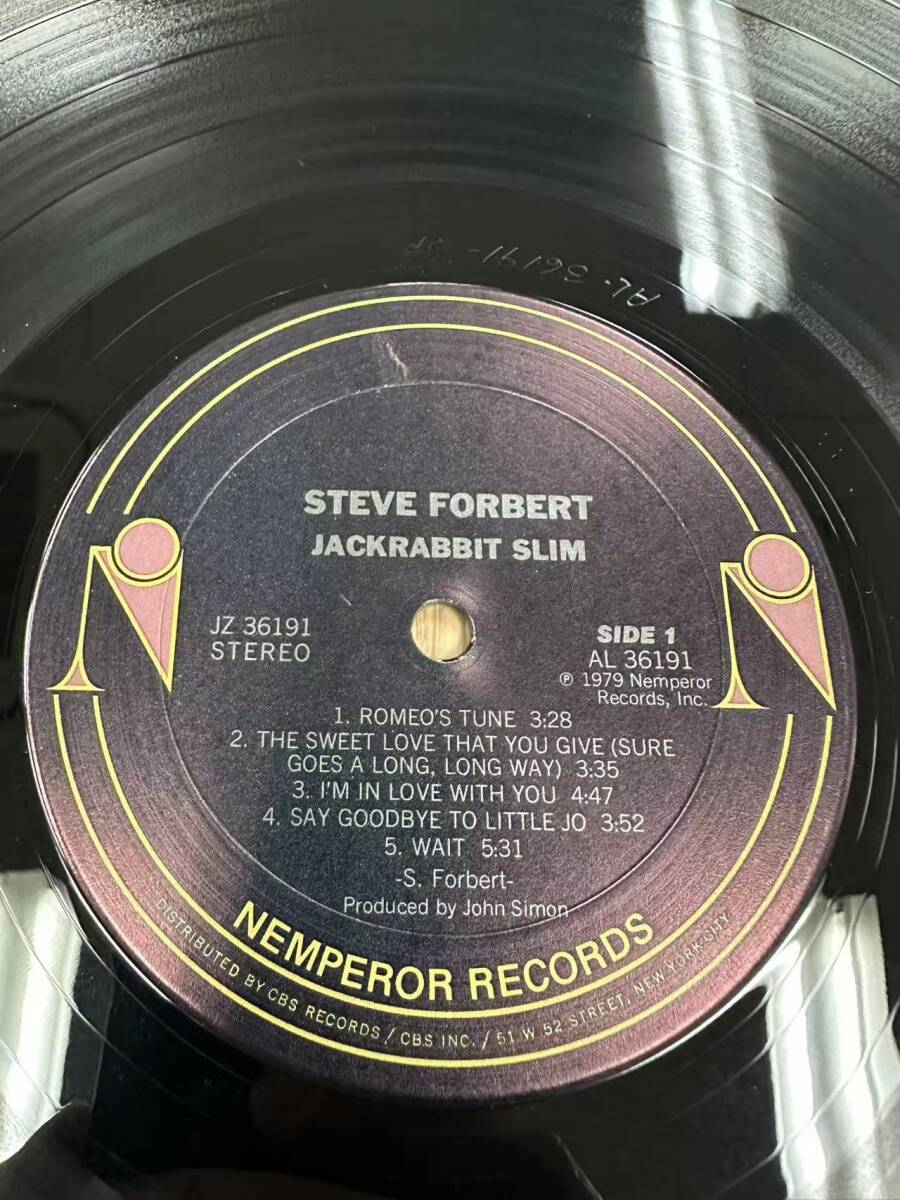 AL-36191-
STEVE FORBERT
JACKRABBIT SLIM
JZ 36191
STEREO
SIDE 1
AL 36191
℗ 1979 Nemperor
Records, Inc.
1. ROMEO'S TUNE 3:28
2. THE SWEET LOVE THAT YOU GIVE (SURE
GOES A LONG, LONG WAY) 3:35
3. I'M IN LOVE WITH YOU 4:47
4. SAY GOODBYE TO LITTLE JO 3:52
5. WAIT 5:31
-S. Forbert-
Produced by John Simon
NEMPEROR RECORDS
DISTRIBUTED BY CBS RECORDS / CBS INC. / 51 W 52 STREET, NEW YORK CITY